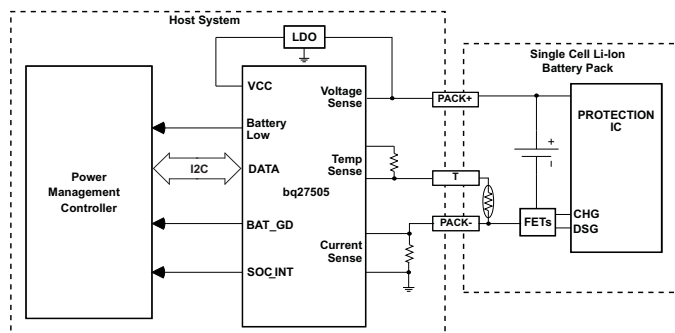 Host System
LDO
Single Cell Li-Ion
Battery Pack
VCC
Voltage
Sense
PACK+
PROTECTION
IC
Battery
Low
+
I2C
DATA
Temp
Sense
T
Power
Management
Controller
bq27505
BAT_GD
PACK-
FETs
CHG
DSG
Current
Sense
SOC_INT